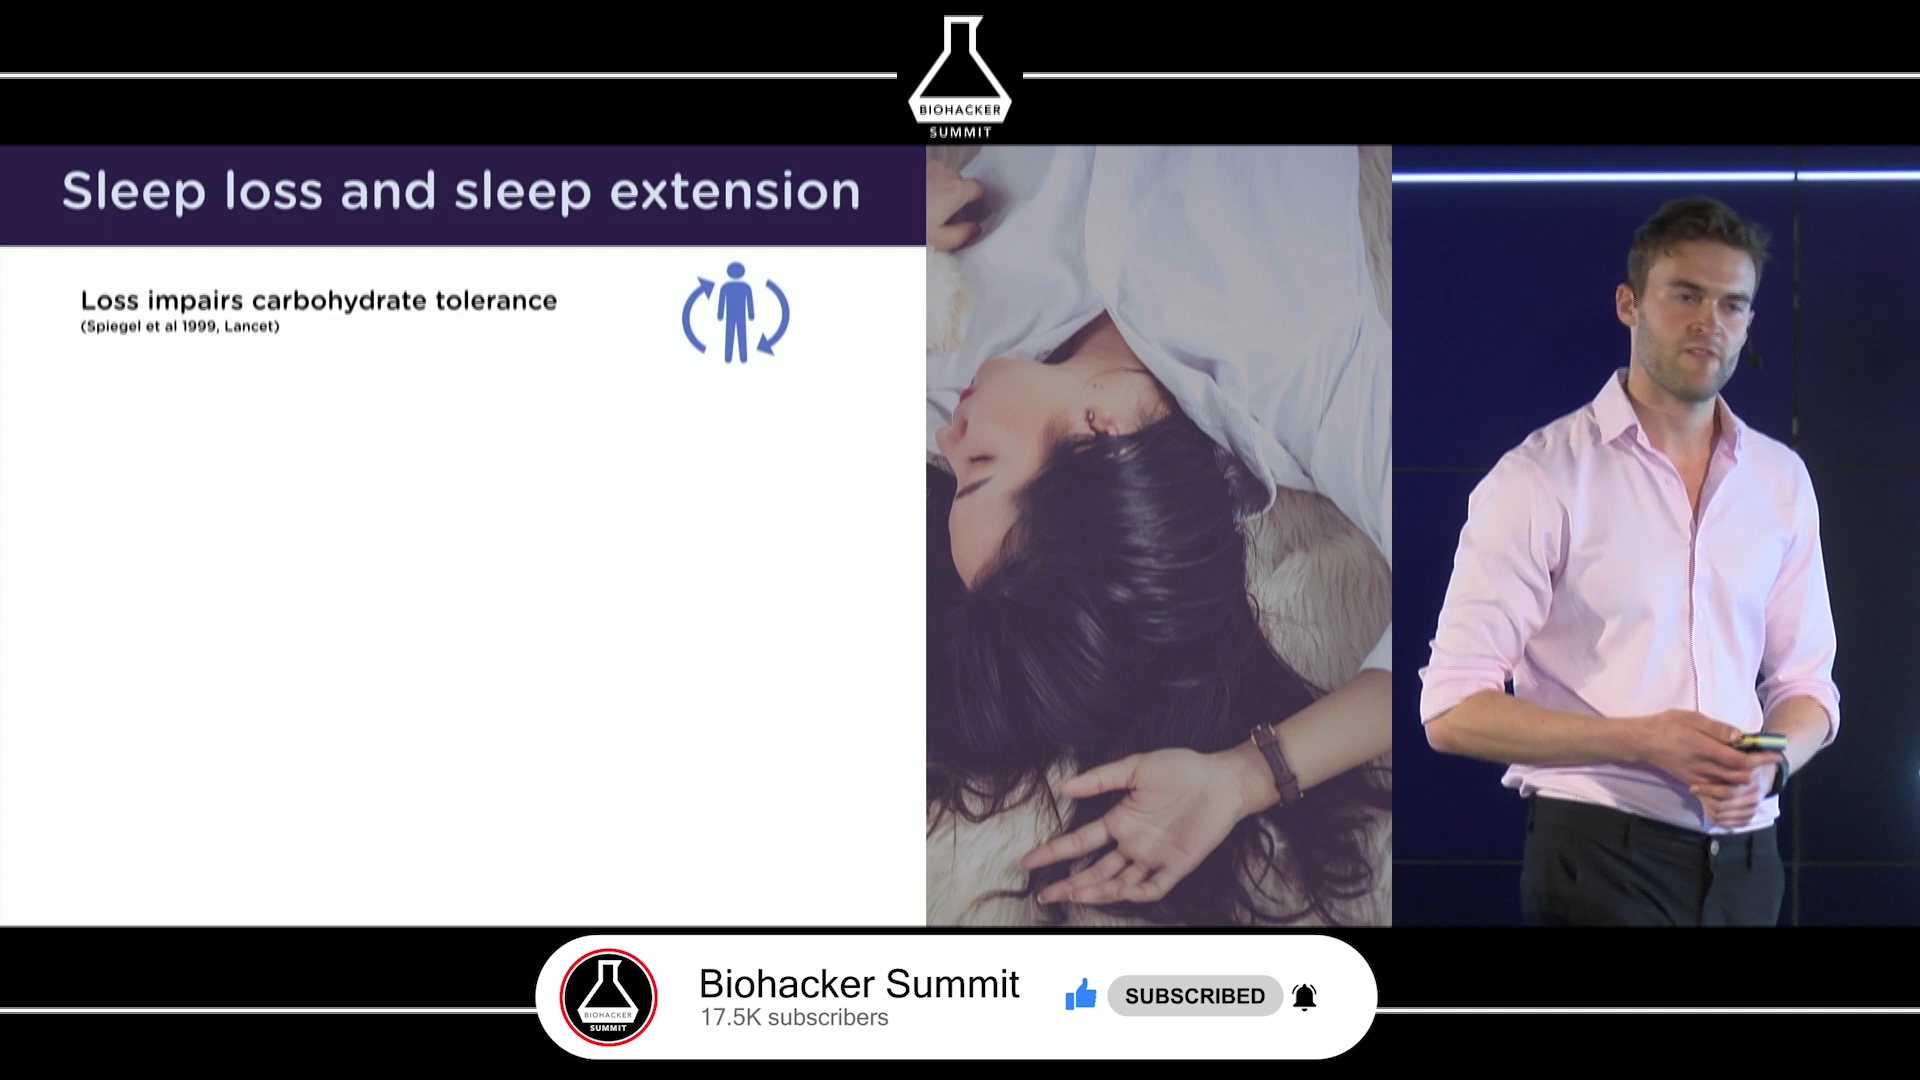 BIOHACKER
SUMMIT
Sleep loss and sleep extension
Loss impairs carbohydrate tolerance
(Spiegel et al 1999, Lancet)
BIOHACKER
SUMMIT
Biohacker Summit
17.5K subscribers
SUBSCRIBED